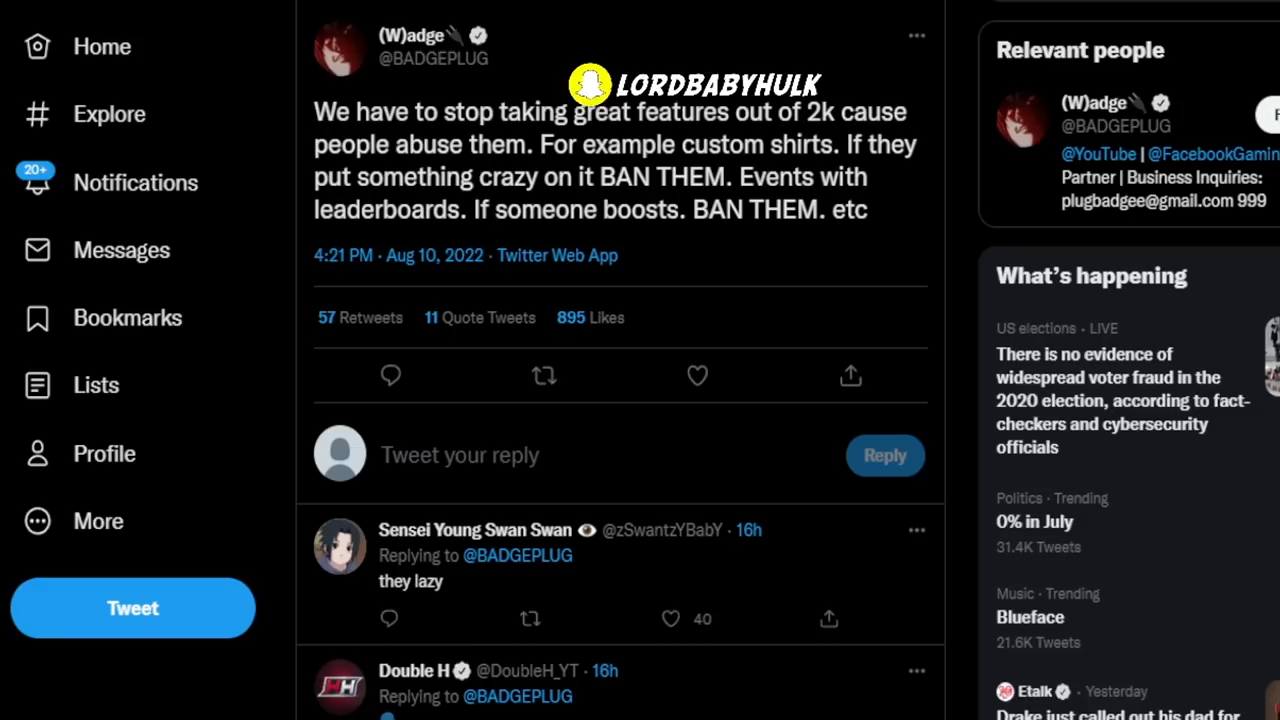 Home
Explore
20+
Notifications
Messages
Bookmarks
Lists
Profile
More
Tweet
(W)adge
@BADGEPLUG
LORDBABYHULK
We have to stop taking great features out of 2k cause
people abuse them. For example custom shirts. If they
put something crazy on it BAN THEM. Events with
leaderboards. If someone boosts. BAN THEM. etc
4:21 PM · Aug 10, 2022 · Twitter Web App
57 Retweets 11 Quote Tweets 895 Likes
Tweet your reply
Reply
Sensei Young Swan Swan @zSwantzYBabY · 16h
Replying to @BADGEPLUG
they lazy
40
Double H @DoubleH_YT · 16h
Replying to @BADGEPLUG
Relevant people
(W)adge
@BADGEPLUG
@YouTube | @FacebookGamin
Partner | Business Inquiries:
plugbadgee@gmail.com 999
What's happening
US elections · LIVE
There is no evidence of
widespread voter fraud in the
2020 election, according to fact-
checkers and cybersecurity
officials
Politics · Trending
0% in July
31.4K Tweets
Music · Trending
Blueface
21.6K Tweets
Etalk · Yesterday
Drake just called out his dad for